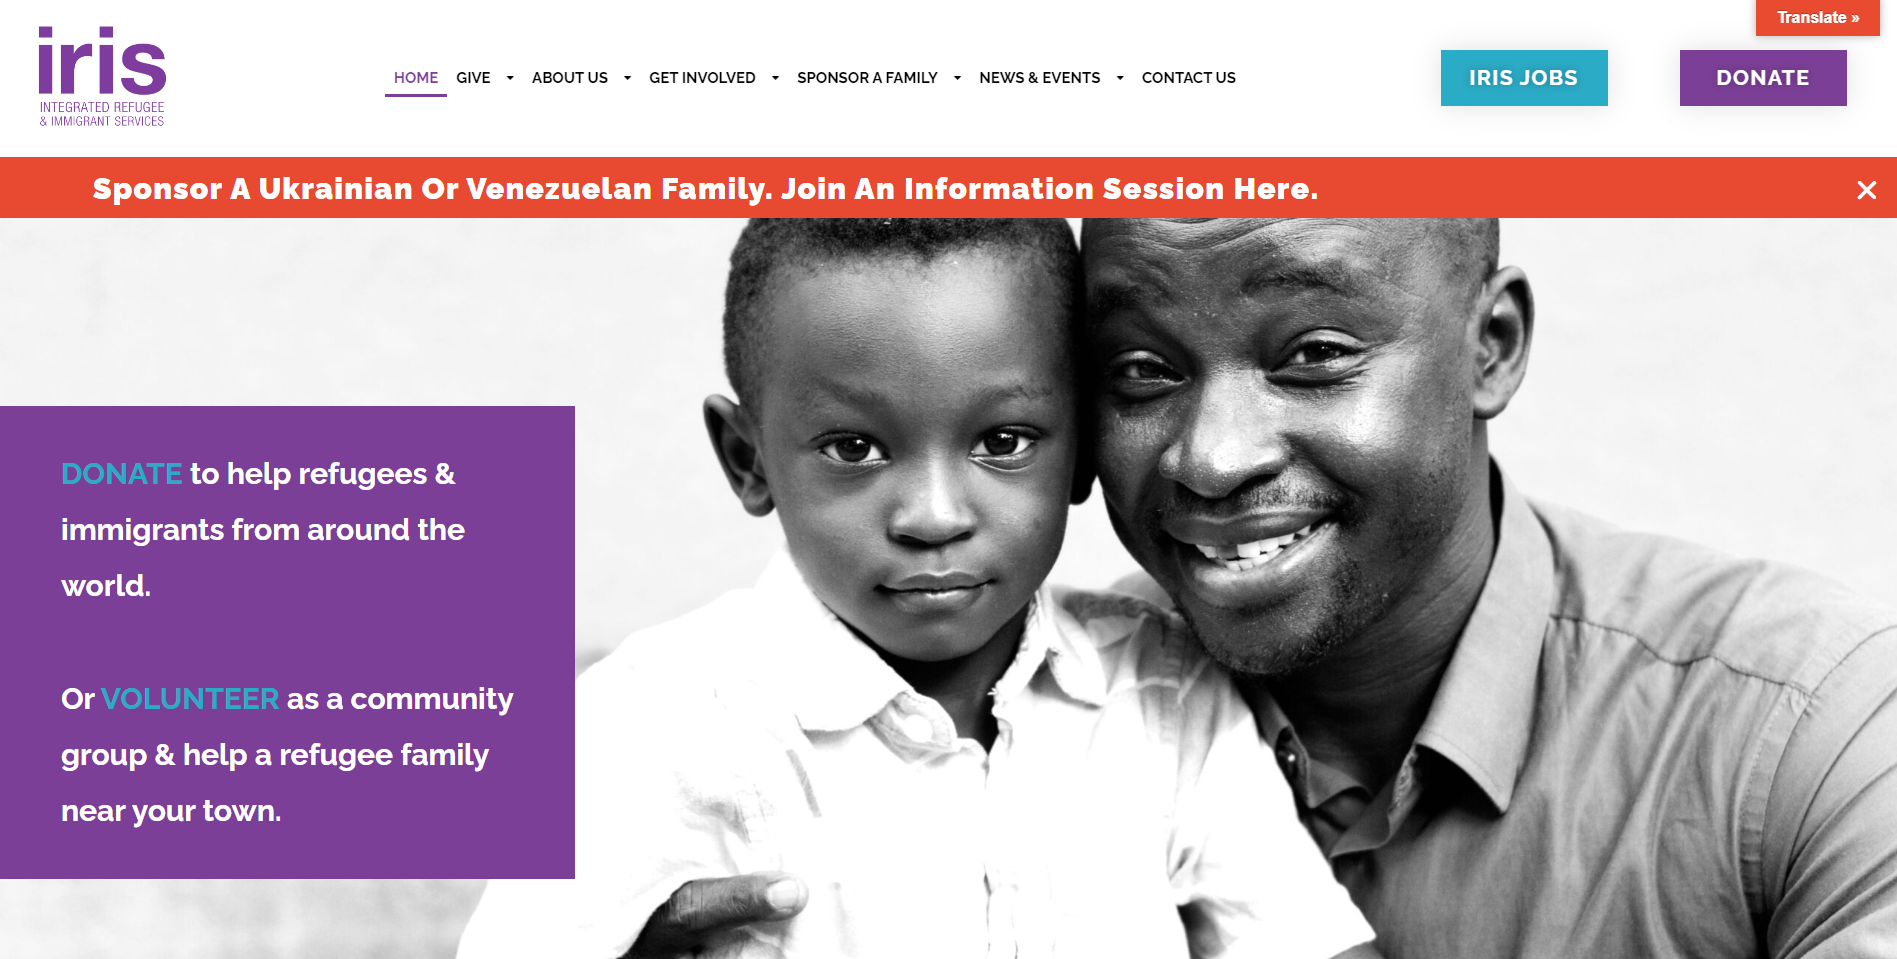 Translate »
iris
INTEGRATED REFUGEE
& IMMIGRANT SERVICES
HOME GIVE ABOUT US GET INVOLVED SPONSOR A FAMILY NEWS & EVENTS CONTACT US
IRIS JOBS
DONATE
Sponsor A Ukrainian Or Venezuelan Family. Join An Information Session Here.
DONATE to help refugees &
immigrants from around the
world.
Or VOLUNTEER as a community
group & help a refugee family
near your town.